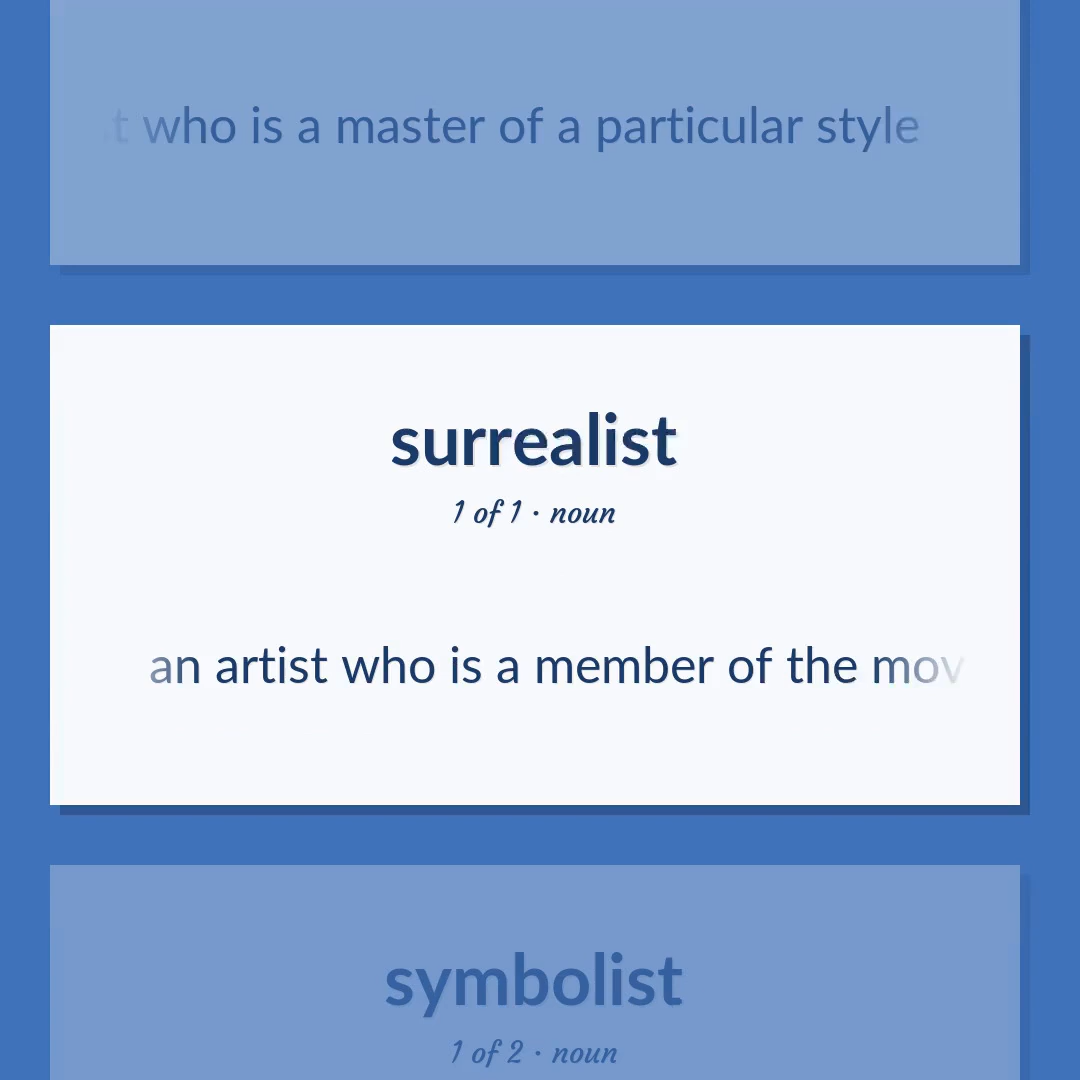 who is a master of a particular style
surrealist
1 of 1 · noun
an artist who is a member of the mov
symbolist
1 of 2 · noun